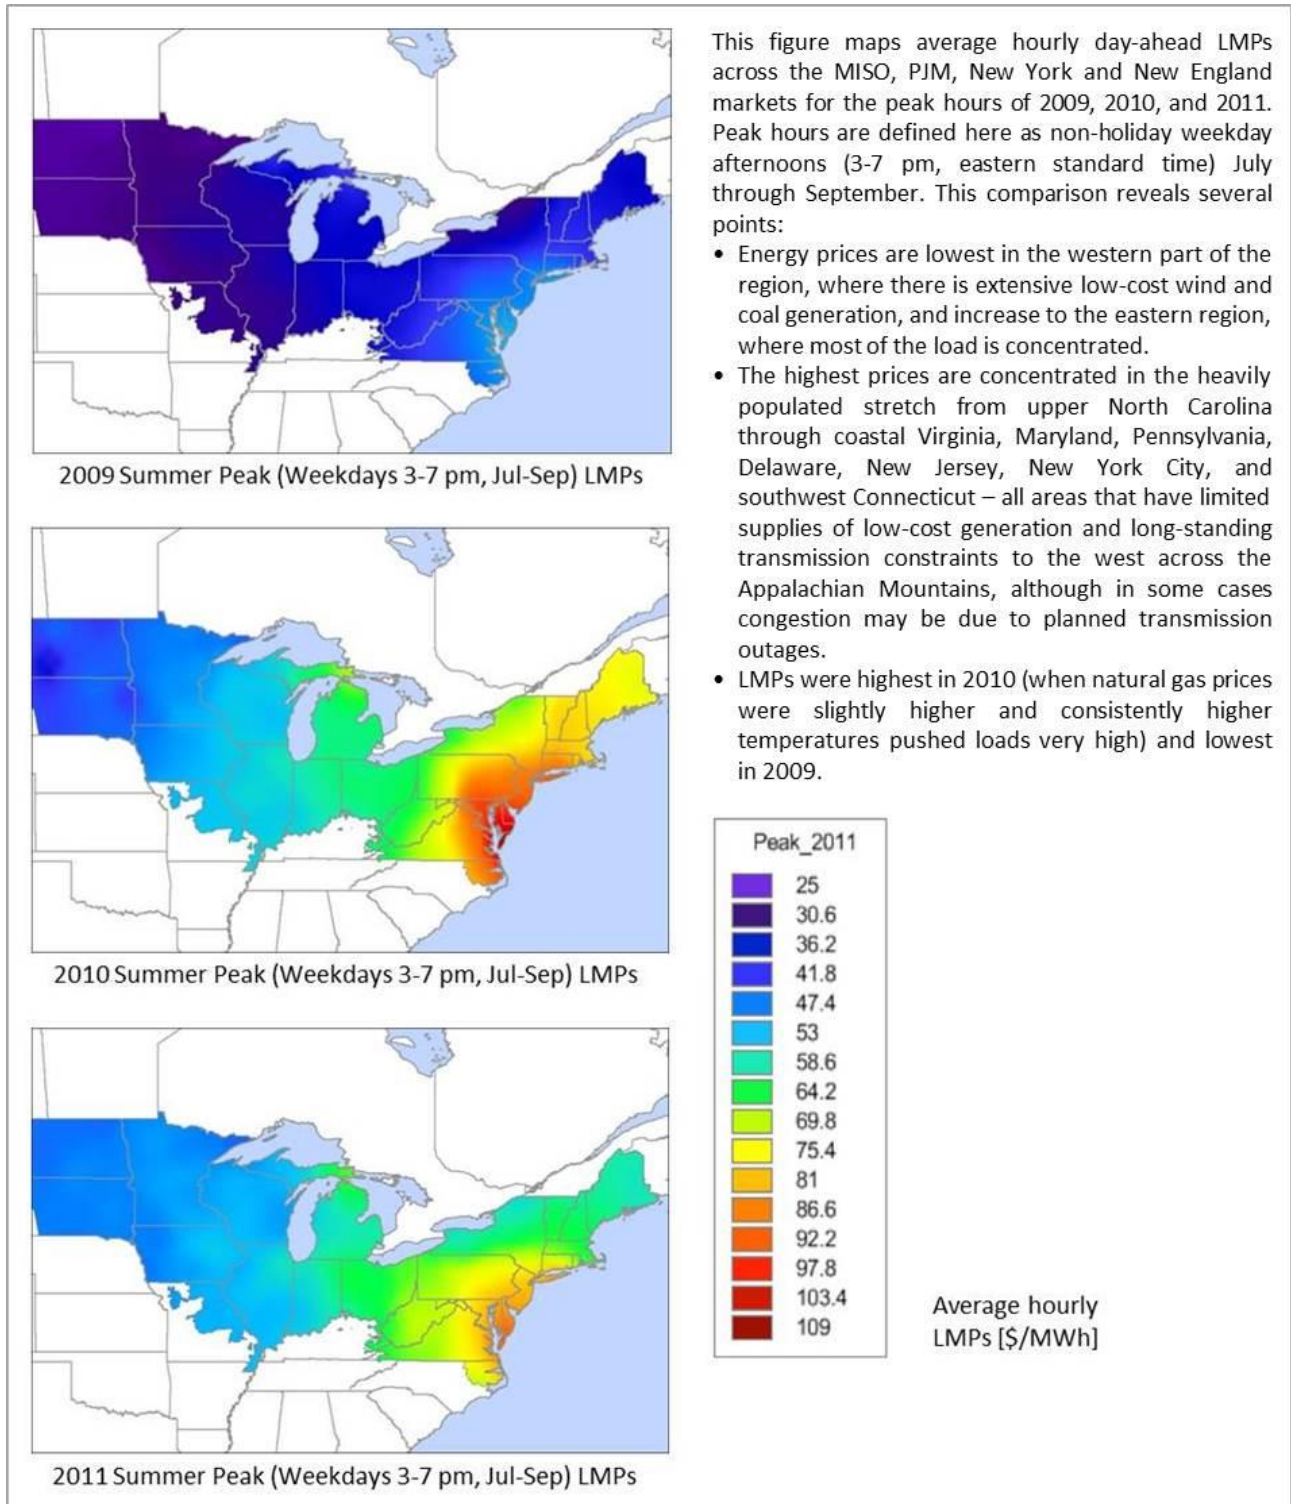 This figure maps average hourly day-ahead LMPs
across the MISO, PJM, New York and New England
markets for the peak hours of 2009, 2010, and 2011.
Peak hours are defined here as non-holiday weekday
afternoons (3-7 pm, eastern standard time) July
through September. This comparison reveals several
points:
• Energy prices are lowest in the western part of the
region, where there is extensive low-cost wind and
coal generation, and increase to the eastern region,
where most of the load is concentrated.
• The highest prices are concentrated in the heavily
populated stretch from upper North Carolina
through coastal Virginia, Maryland, Pennsylvania,
Delaware, New Jersey, New York City, and
southwest Connecticut – all areas that have limited
supplies of low-cost generation and long-standing
transmission constraints to the west across the
Appalachian Mountains, although in some cases
congestion may be due to planned transmission
outages.
• LMPs were highest in 2010 (when natural gas prices
were slightly higher and consistently higher
temperatures pushed loads very high) and lowest
in 2009.
2009 Summer Peak (Weekdays 3-7 pm, Jul-Sep) LMPs
2010 Summer Peak (Weekdays 3-7 pm, Jul-Sep) LMPs
2011 Summer Peak (Weekdays 3-7 pm, Jul-Sep) LMPs
Peak_2011
25
30.6
36.2
41.8
47.4
53
58.6
64.2
69.8
75.4
81
86.6
92.2
97.8
103.4
109
Average hourly
LMPs [$/MWh]